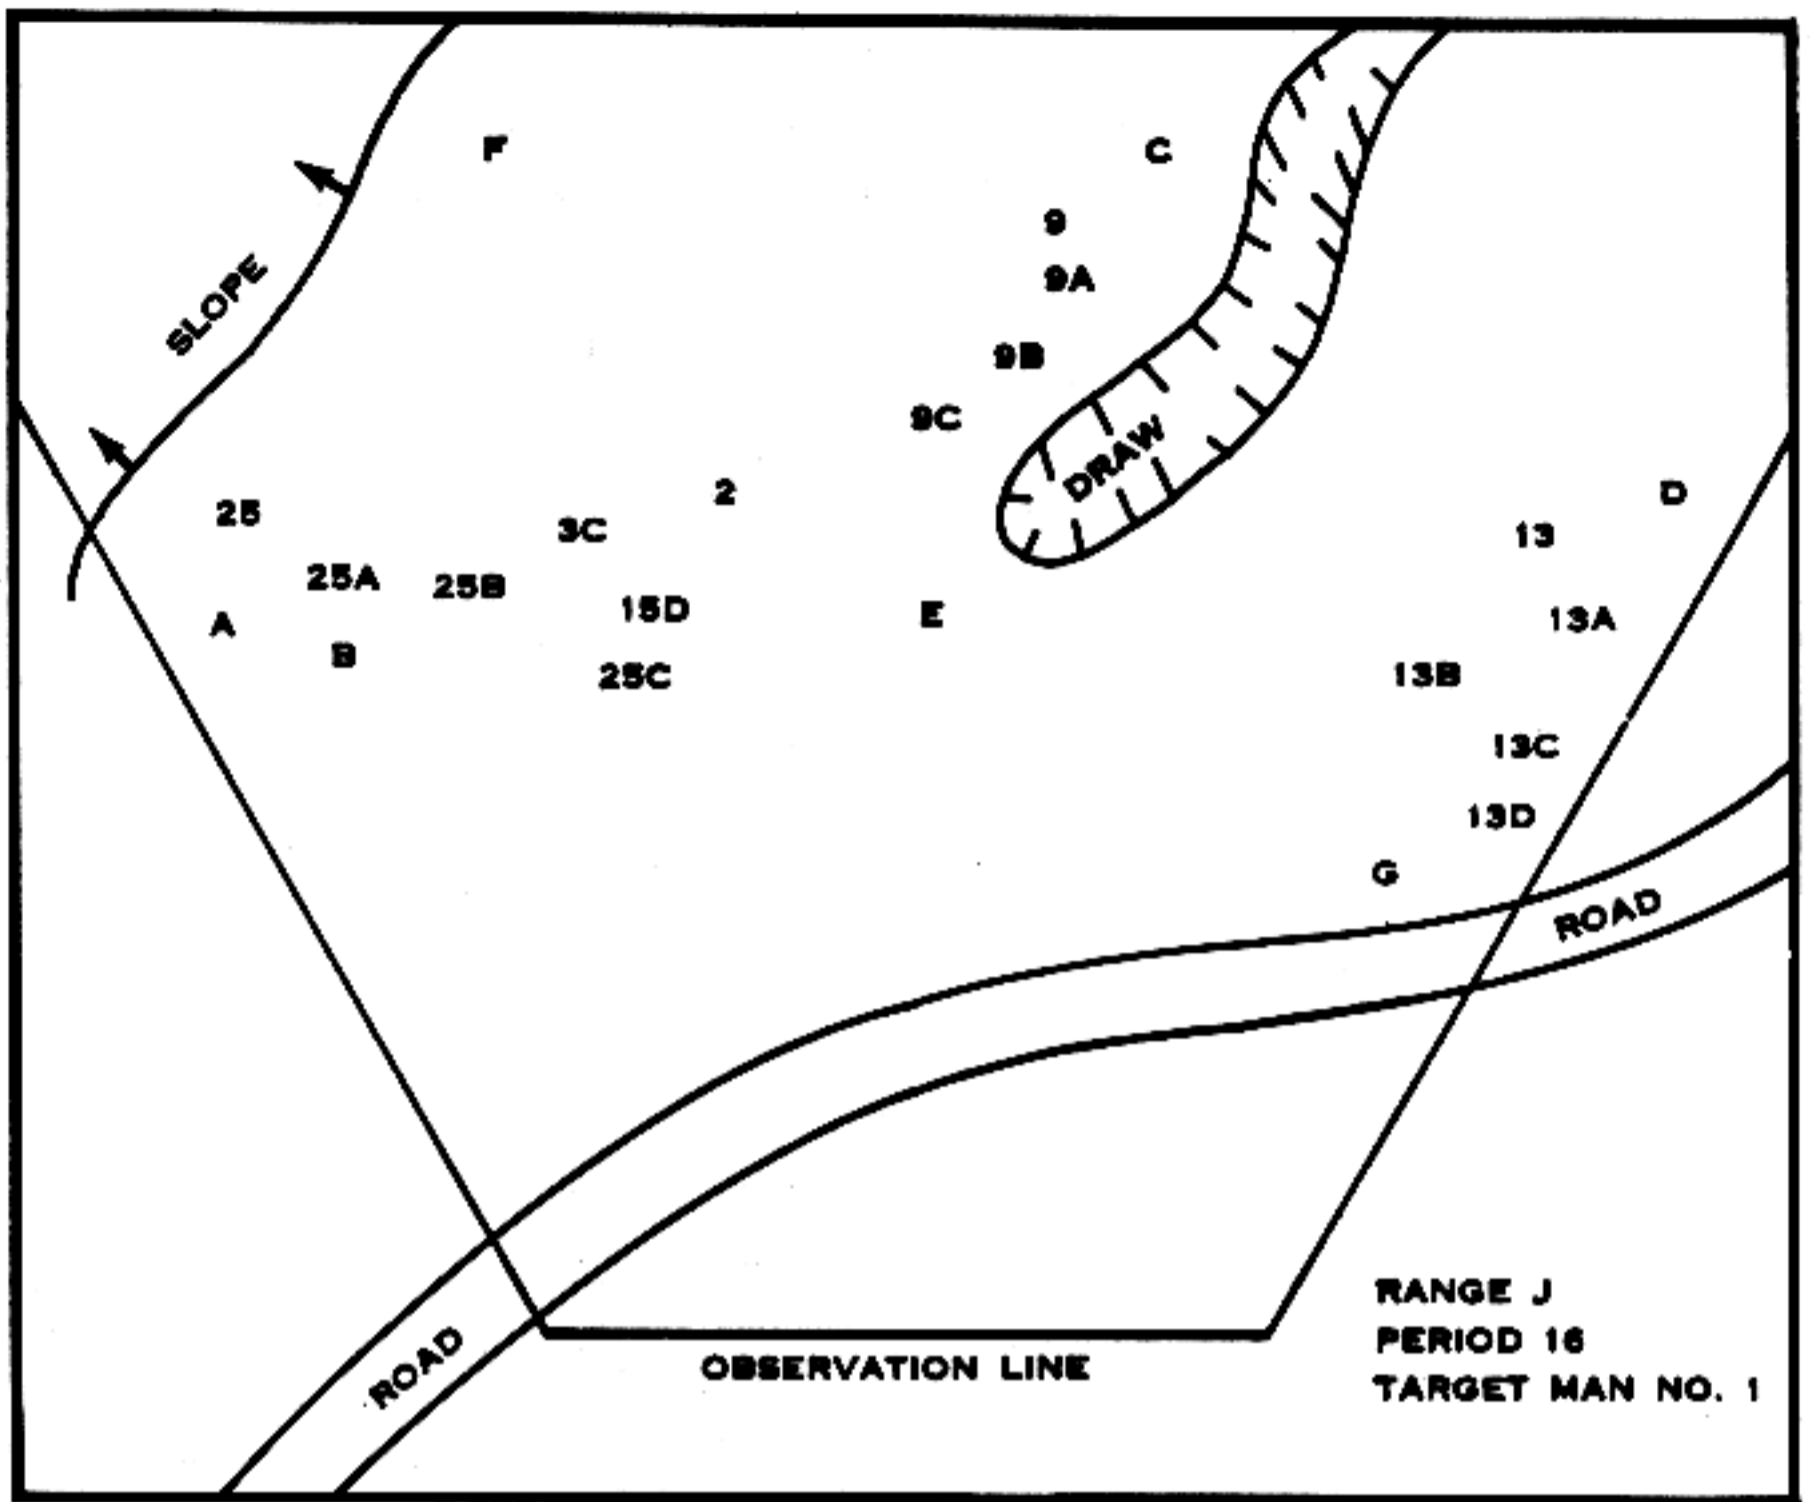 F
C
9
9A
SLOPE
9B
9C
2
D
25
3C
13
25A
25B
15D
E
13A
A
B
25C
13B
13C
13D
G
ROAD
DRAW
RANGE J
PERIOD 16
TARGET MAN NO. 1
ROAD
OBSERVATION LINE